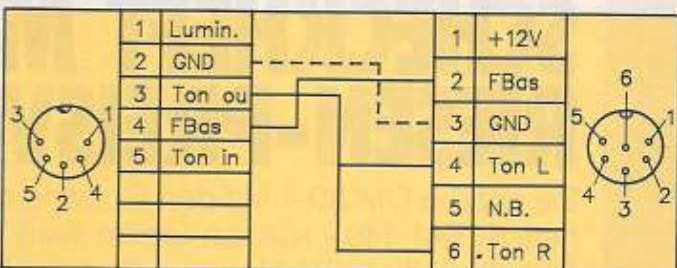 1 Lumin.
2 GND
3 Ton ou
4 FBas
5 Ton in
3 1
5 2 4
1 +12V
2 FBas
3 GND
4 Ton L
5 N.B.
6 .Ton R
6
5 1
4 3 2